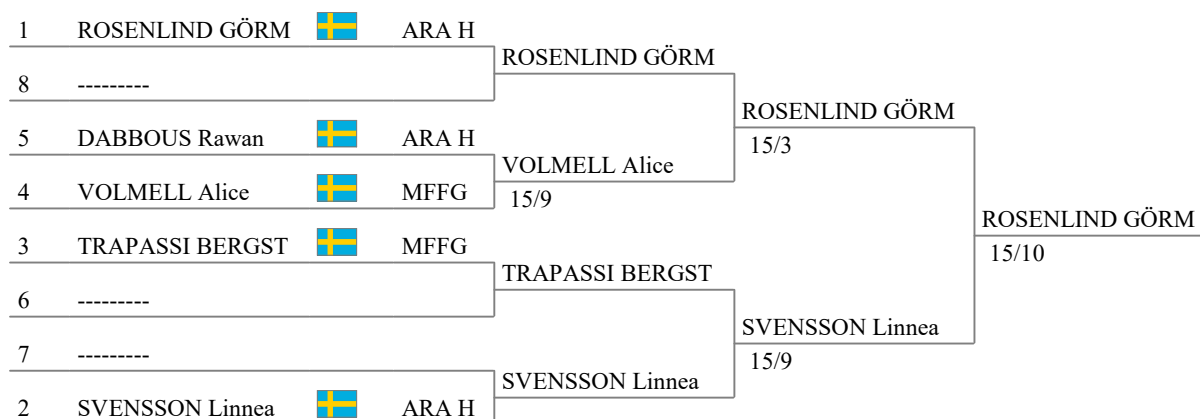 1 ROSENLIND GÖRM ARA H
ROSENLIND GÖRM
8 ---------
ROSENLIND GÖRM
15/3
5 DABBOUS Rawan ARA H
VOLMELL Alice
15/9
4 VOLMELL Alice MFFG
ROSENLIND GÖRM
15/10
3 TRAPASSI BERGST MFFG
TRAPASSI BERGST
6 ---------
SVENSSON Linnea
15/9
7 ---------
SVENSSON Linnea
2 SVENSSON Linnea ARA H